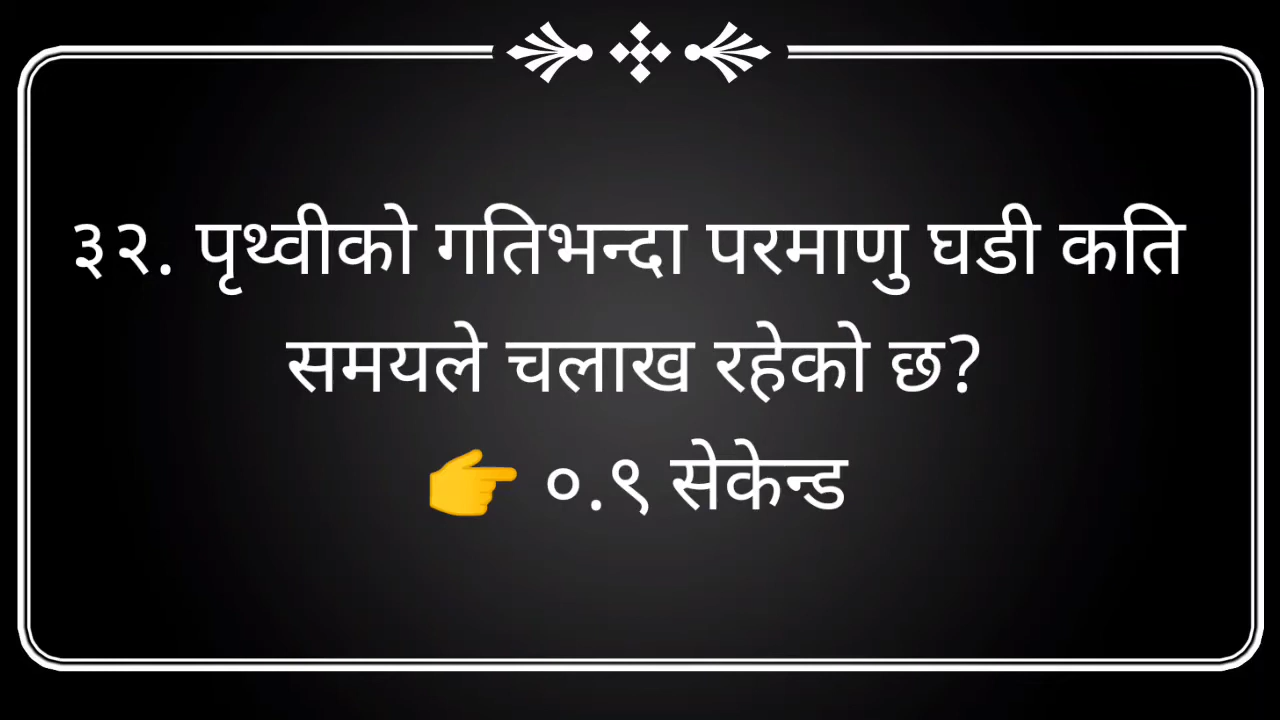 ३२. पृथ्वीको गतिभन्दा परमाणु घडी कति
समयले चलाख रहेको छ?
👉 ०.९ सेकेन्ड